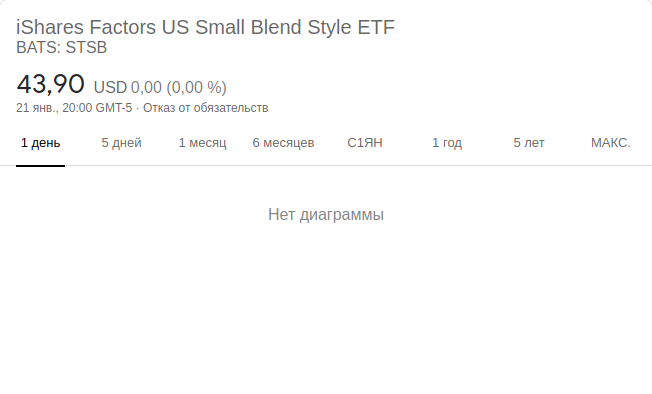 iShares Factors US Small Blend Style ETF
BATS: STSB
43,90 USD 0,00 (0,00 %)
21 янв., 20:00 GMT-5 · Отказ от обязательств
1 день 5 дней 1 месяц 6 месяцев С1ЯН 1 год 5 лет МАКС.
Нет диаграммы